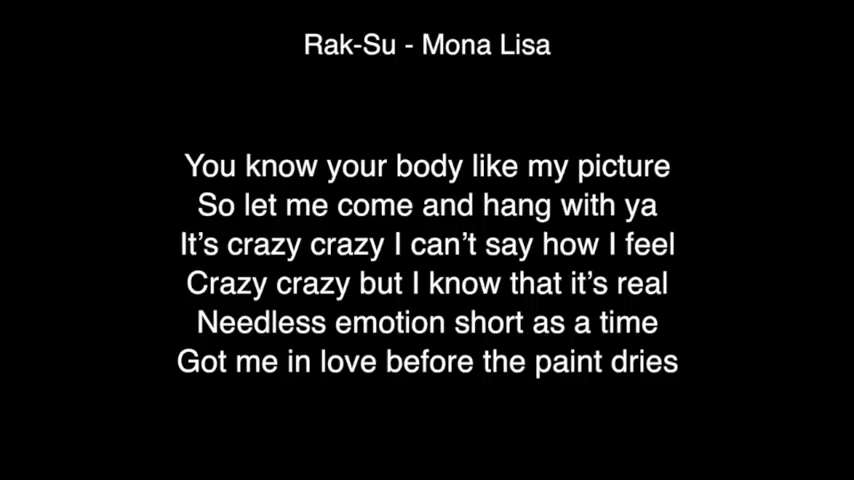 Rak-Su - Mona Lisa
You know your body like my picture
So let me come and hang with ya
It’s crazy crazy I can’t say how I feel
Crazy crazy but I know that it’s real
Needless emotion short as a time
Got me in love before the paint dries